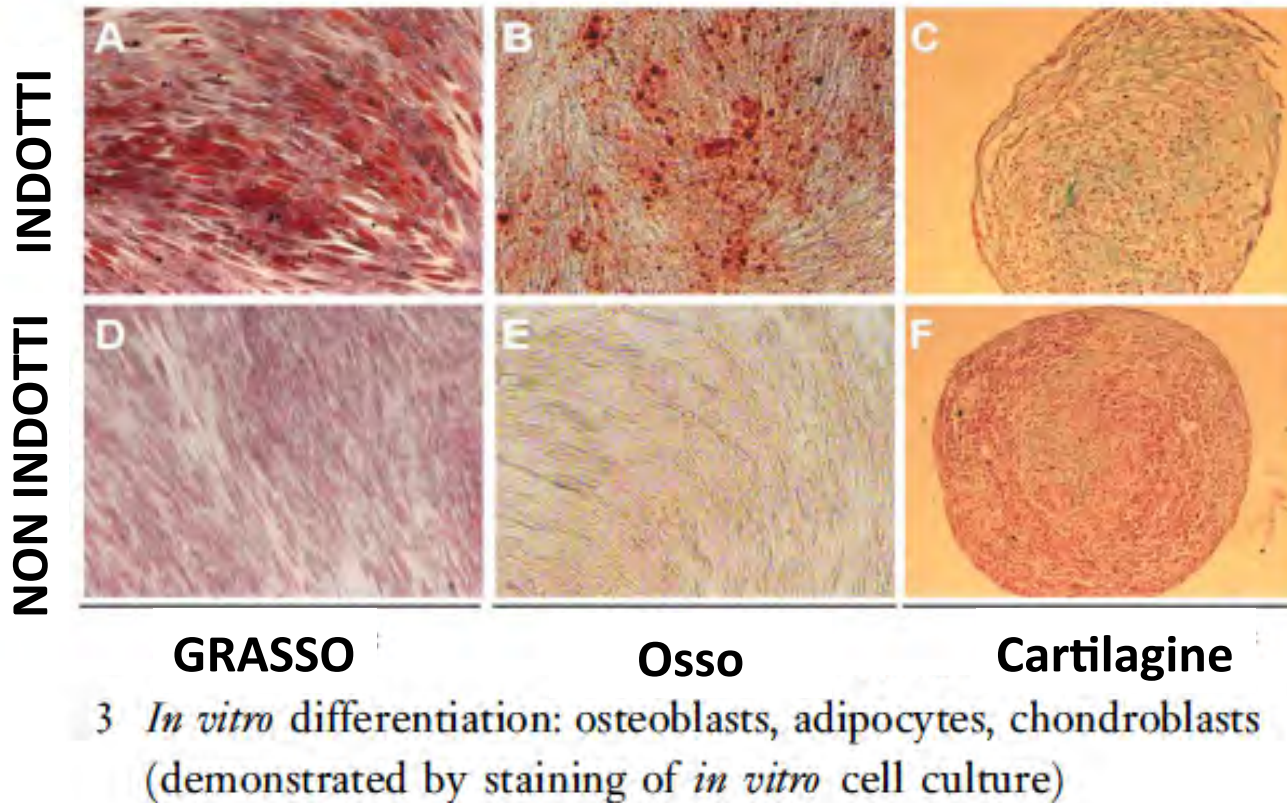 INDOTTI
A B C
NON INDOTTI
D E F
GRASSO Osso Cartilagine
3 In vitro differentiation: osteoblasts, adipocytes, chondroblasts
(demonstrated by staining of in vitro cell culture)